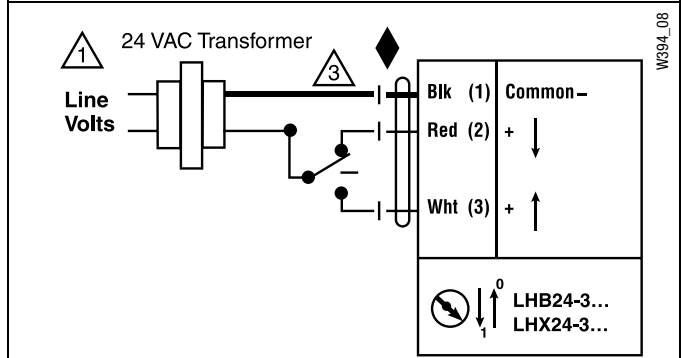 W394_08
1
24 VAC Transformer
3
Line
Volts
Blk (1) Common –
Red (2) +
Wht (3) +
0
1
LHB24-3...
LHX24-3...